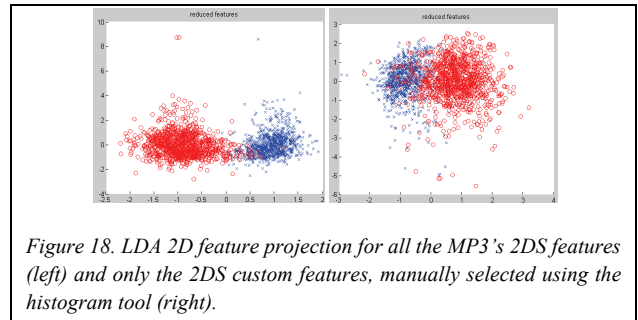 reduced features
10
8
6
4
2
0
-2
-4
-2.5 -2 -1.5 -1 -0.5 0 0.5 1 1.5 2
reduced features
3
2
1
0
-1
-2
-3
-4
-5
-6
-3 -2 -1 0 1 2 3 4
Figure 18. LDA 2D feature projection for all the MP3's 2DS features
(left) and only the 2DS custom features, manually selected using the
histogram tool (right).